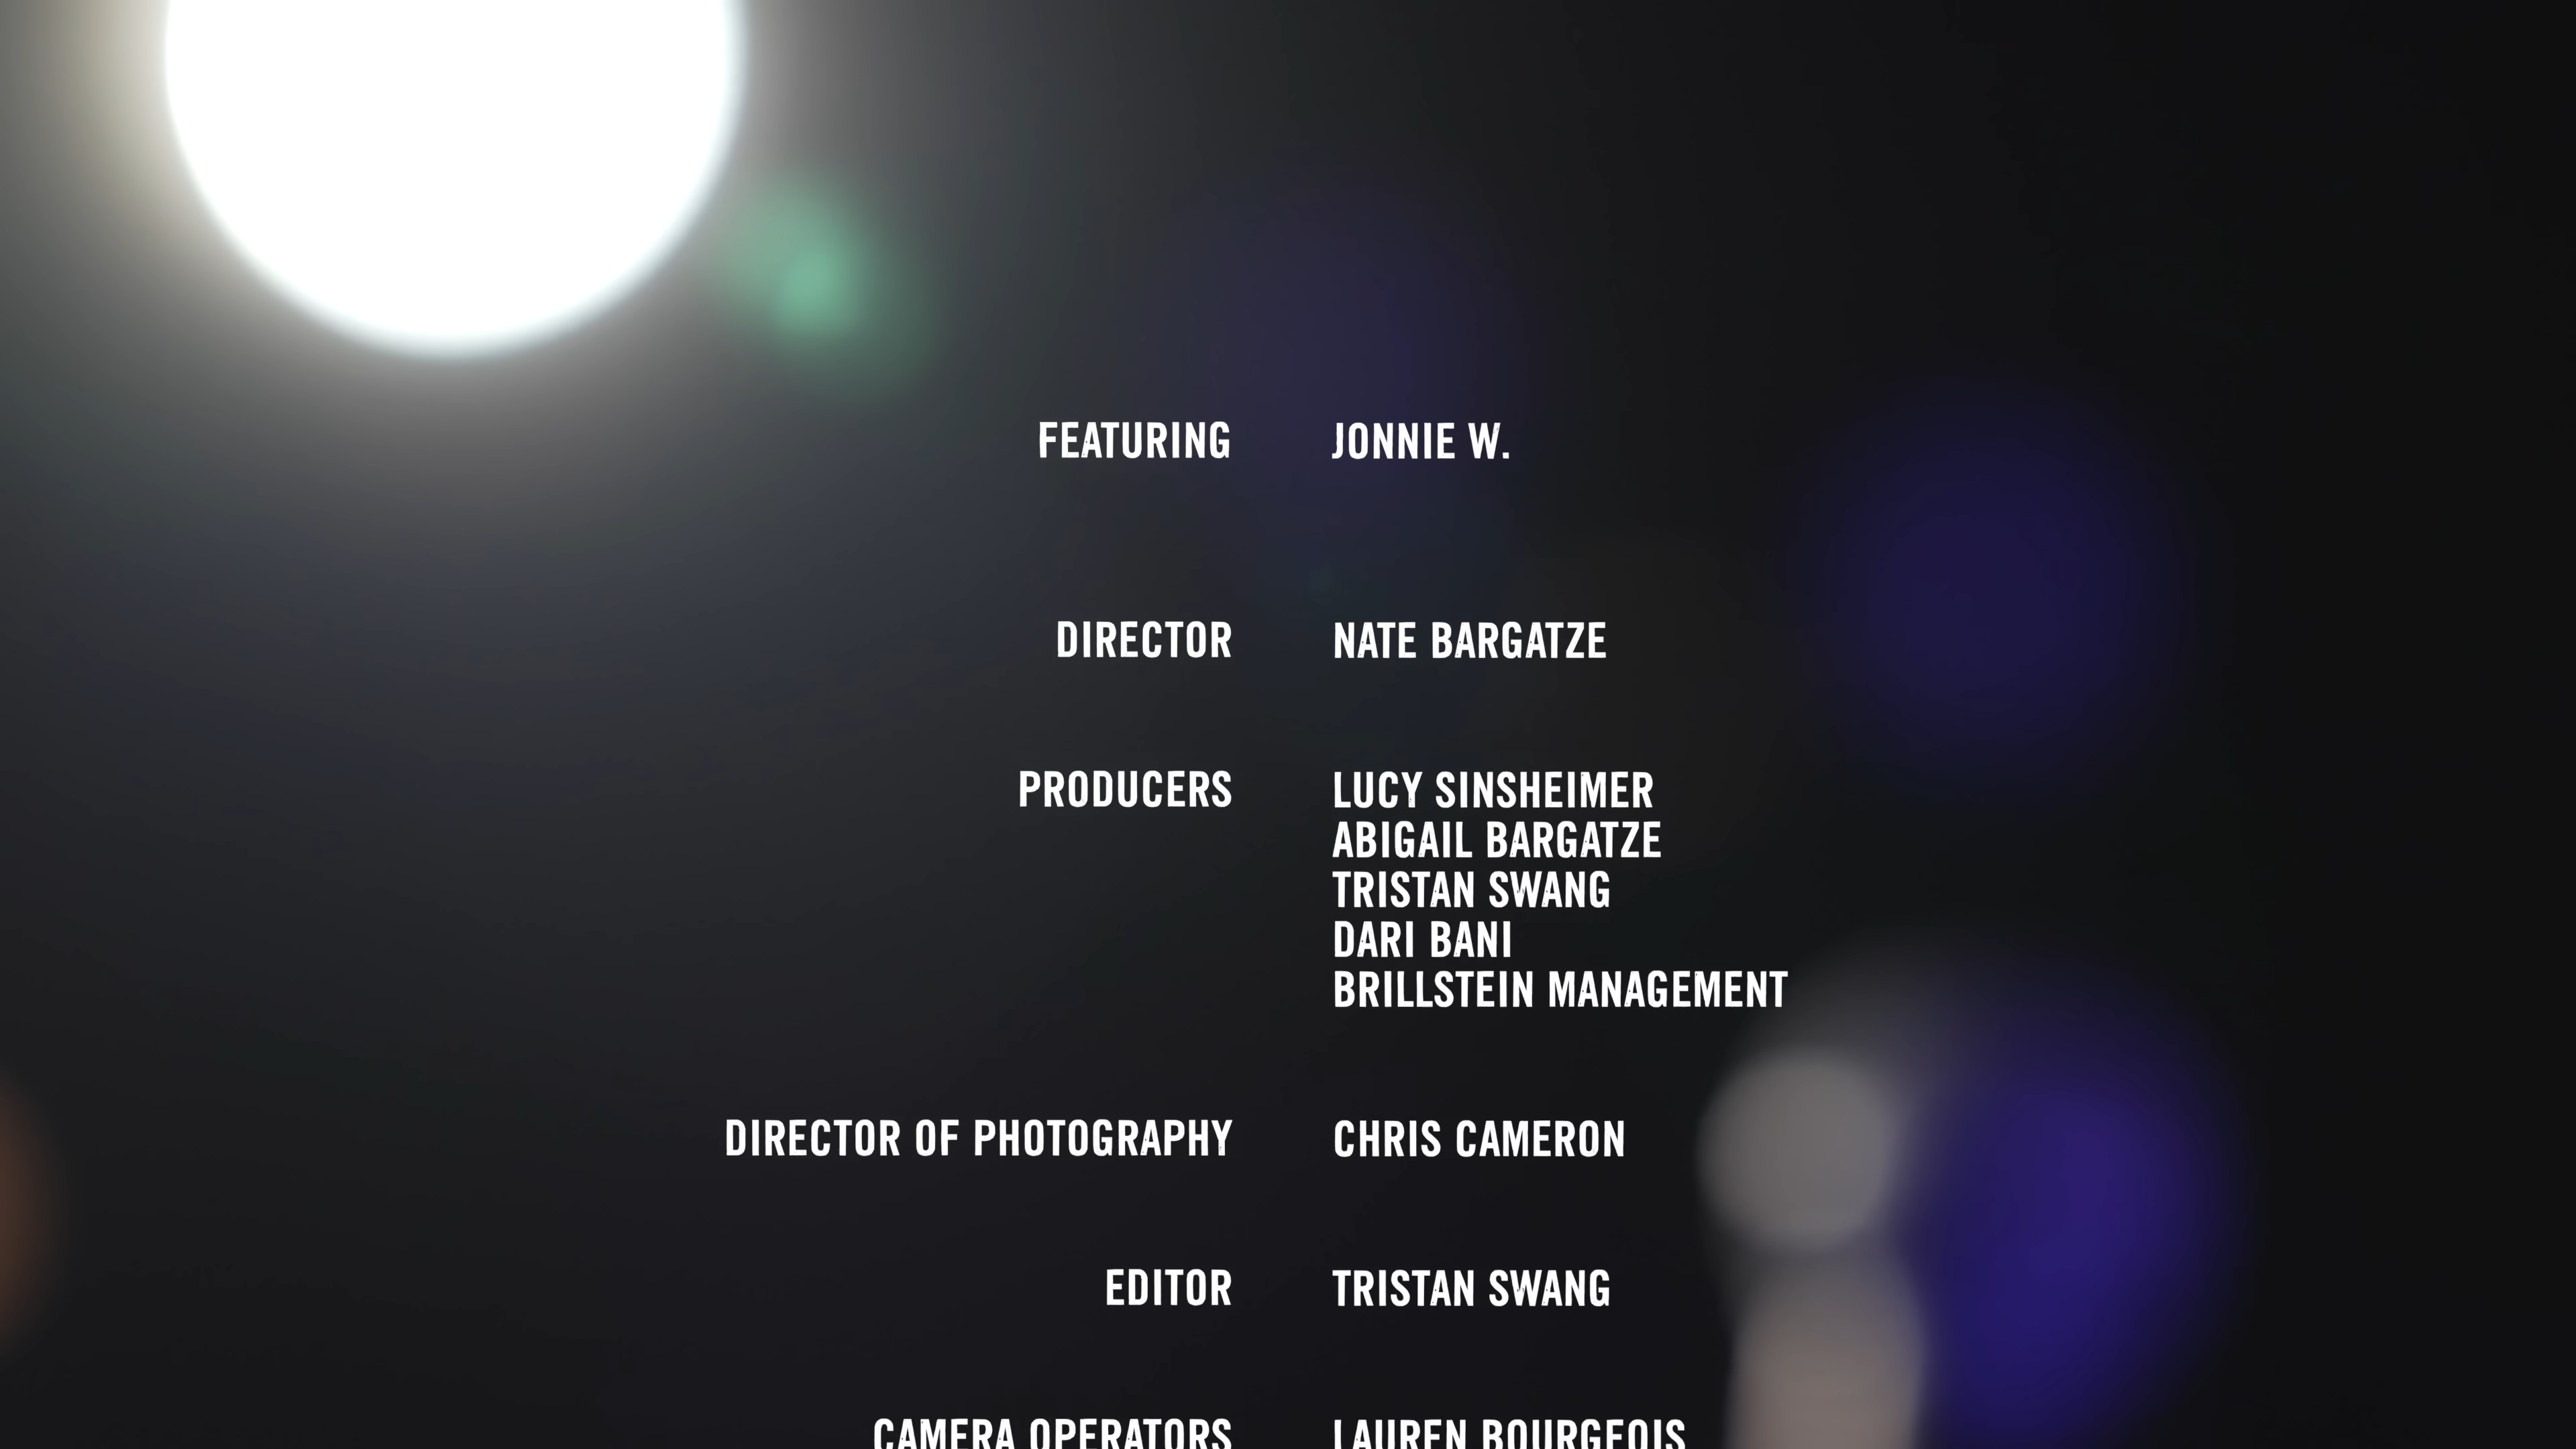 FEATURING JONNIE W.
DIRECTOR NATE BARGATZE
PRODUCERS LUCY SINSHEIMER
ABIGAIL BARGATZE
TRISTAN SWANG
DARI BANI
BRILLSTEIN MANAGEMENT
DIRECTOR OF PHOTOGRAPHY CHRIS CAMERON
EDITOR TRISTAN SWANG
CAMERA OPERATORS LAUREN BOURGEOIS